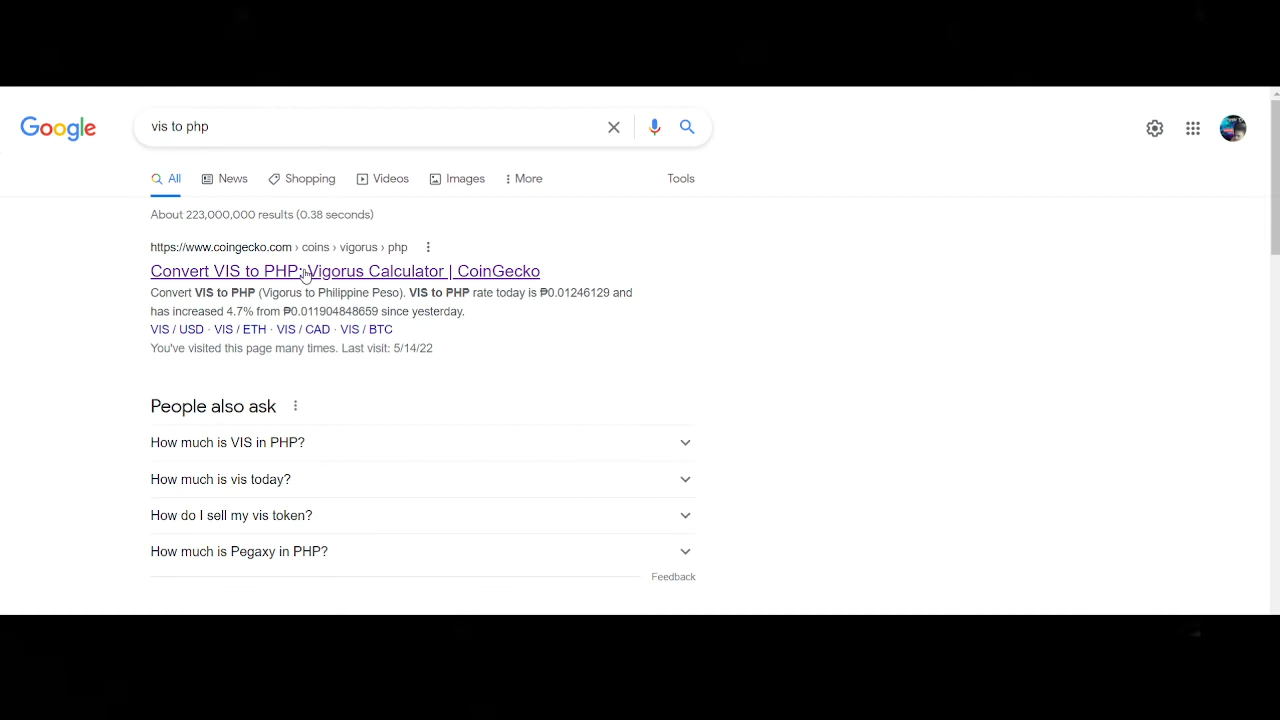 Google
vis to php
All News Shopping Videos Images More Tools
About 223,000,000 results (0.38 seconds)
https://www.coingecko.com › coins › vigorus › php
Convert VIS to PHP: Vigorus Calculator | CoinGecko
Convert VIS to PHP (Vigorus to Philippine Peso). VIS to PHP rate today is ₱0.01246129 and
has increased 4.7% from ₱0.011904848659 since yesterday.
VIS / USD · VIS / ETH · VIS / CAD · VIS / BTC
You've visited this page many times. Last visit: 5/14/22
People also ask
How much is VIS in PHP?
How much is vis today?
How do I sell my vis token?
How much is Pegaxy in PHP?
Feedback